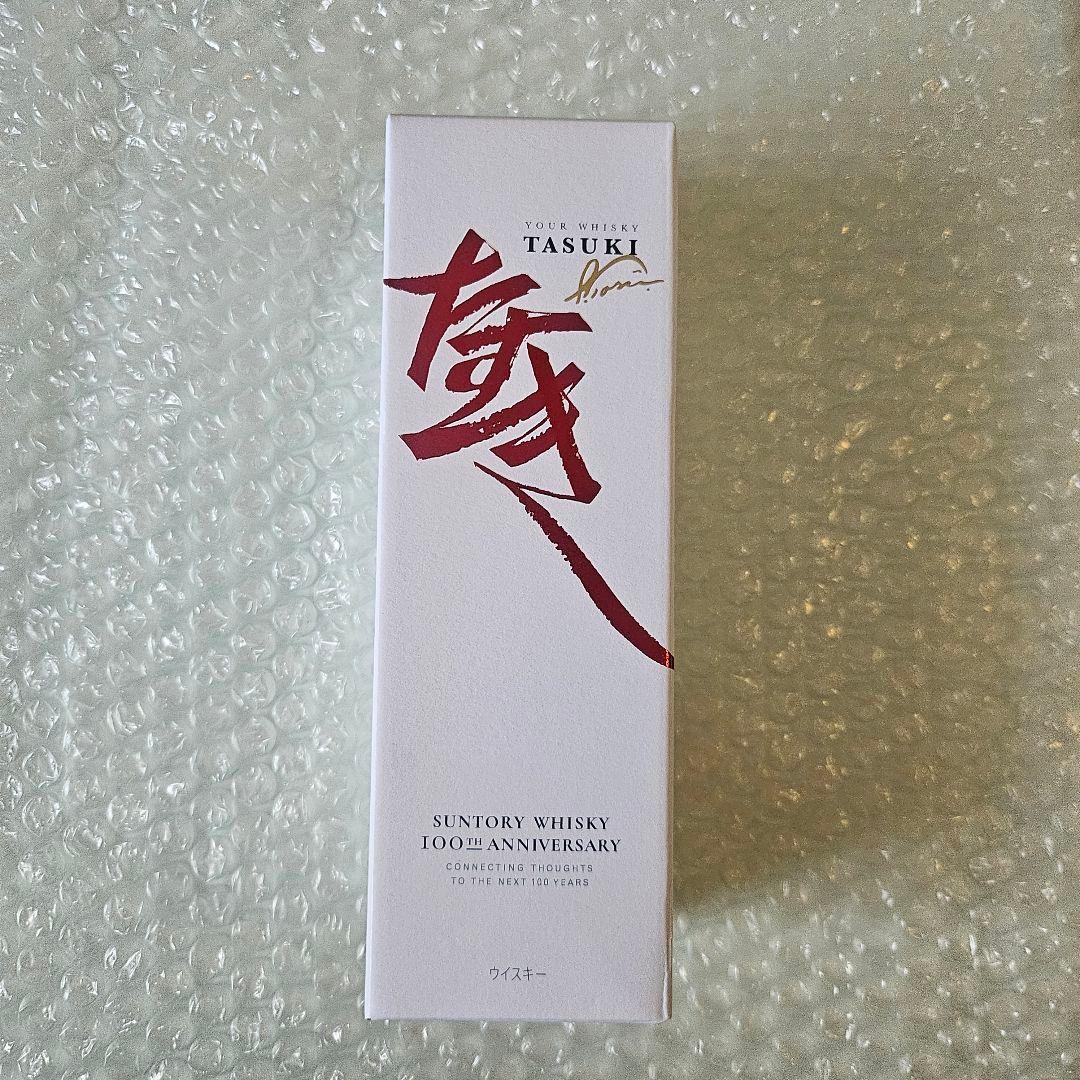 YOUR WHISKY
TASUKI
たすき
SUNTORY WHISKY
100TH ANNIVERSARY
CONNECTING THOUGHTS
TO THE NEXT 100 YEARS
ウイスキー